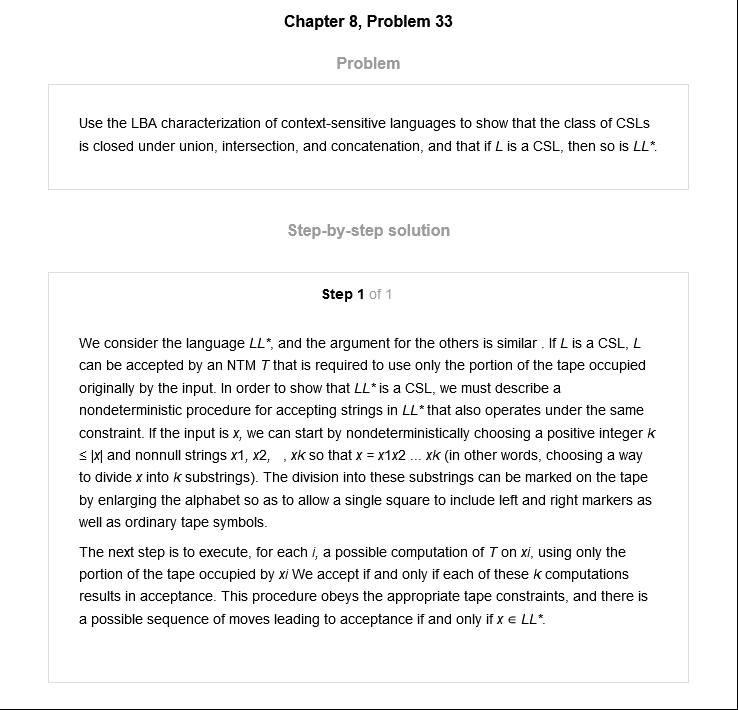 Chapter 8, Problem 33
Problem
Use the LBA characterization of context-sensitive languages to show that the class of CSLs
is closed under union, intersection, and concatenation, and that if L is a CSL, then so is LL*.
Step-by-step solution
Step 1 of 1
We consider the language LL*, and the argument for the others is similar . If L is a CSL, L
can be accepted by an NTM T that is required to use only the portion of the tape occupied
originally by the input. In order to show that LL* is a CSL, we must describe a
nondeterministic procedure for accepting strings in LL* that also operates under the same
constraint. If the input is x, we can start by nondeterministically choosing a positive integer k
≤ |x| and nonnull strings x1, x2, , xk so that x = x1x2 ... xk (in other words, choosing a way
to divide x into k substrings). The division into these substrings can be marked on the tape
by enlarging the alphabet so as to allow a single square to include left and right markers as
well as ordinary tape symbols.
The next step is to execute, for each i, a possible computation of T on xi, using only the
portion of the tape occupied by xi We accept if and only if each of these k computations
results in acceptance. This procedure obeys the appropriate tape constraints, and there is
a possible sequence of moves leading to acceptance if and only if x ∈ LL*.